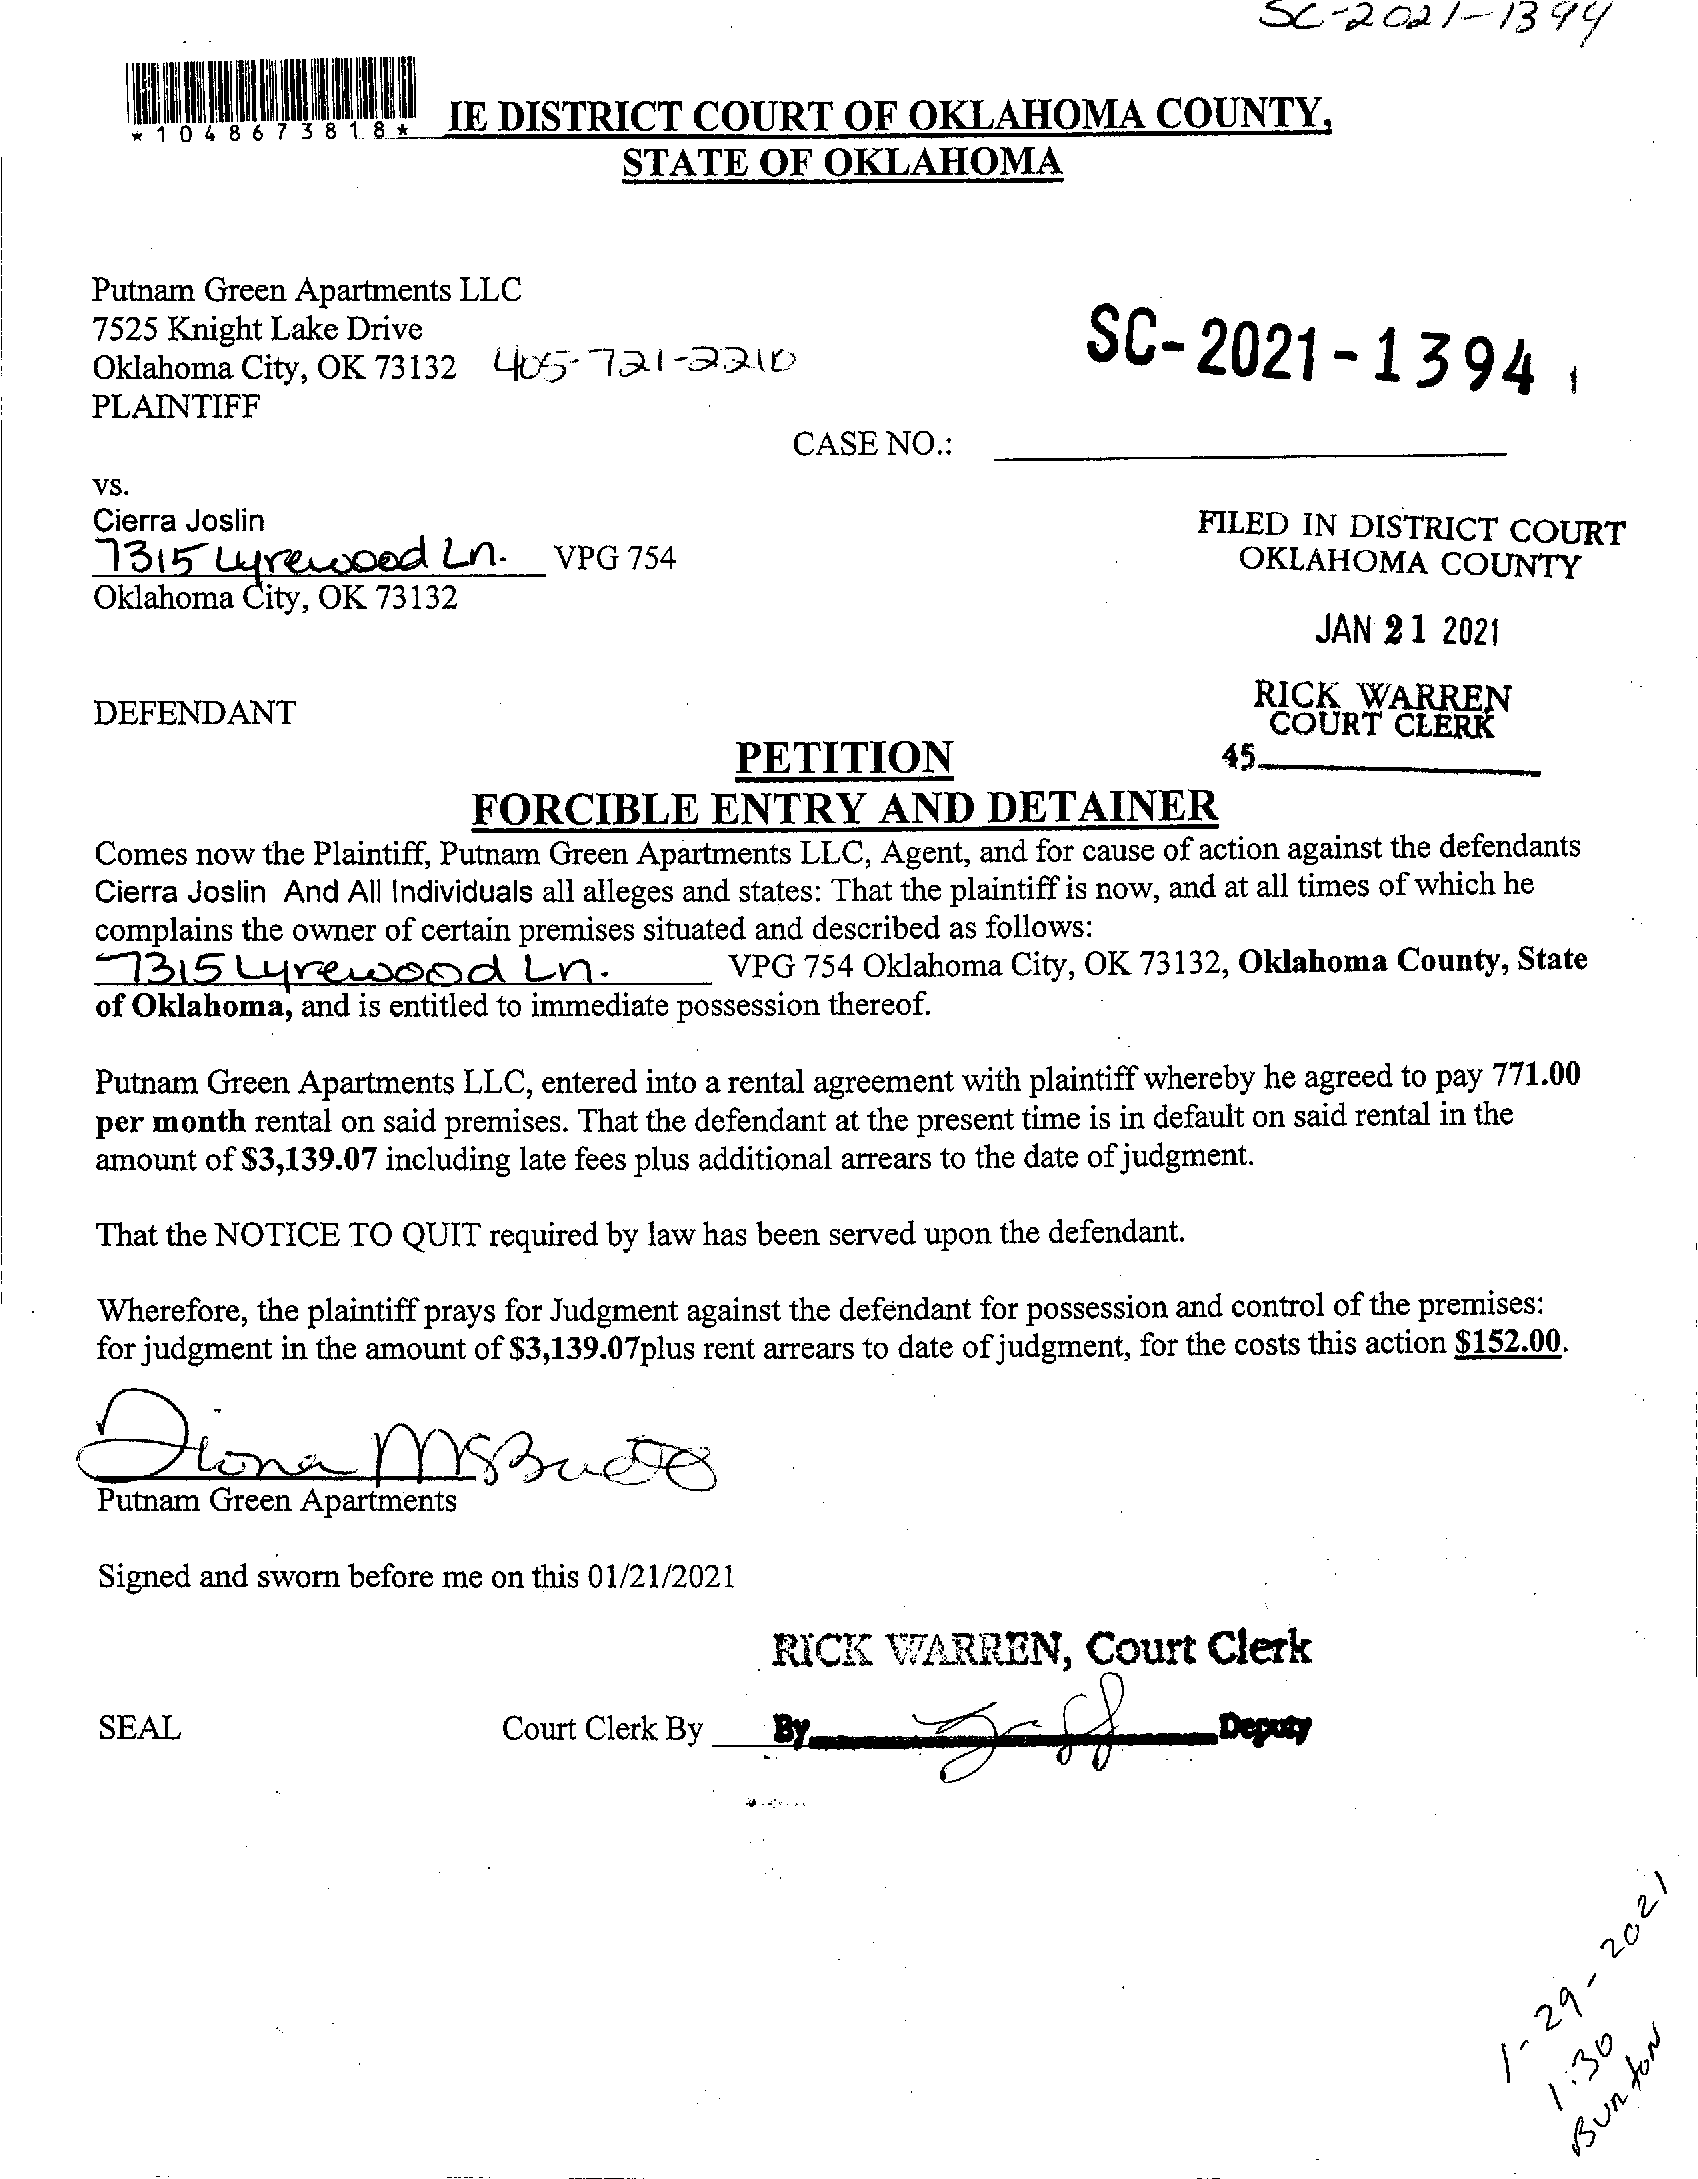 SC-2021-1394
*1048673818*
IE DISTRICT COURT OF OKLAHOMA COUNTY,
STATE OF OKLAHOMA
Putnam Green Apartments LLC
7525 Knight Lake Drive
Oklahoma City, OK 73132 405-721-2210
PLAINTIFF
SC-2021-1394
CASE NO.:
vs.
Cierra Joslin
7315 Lyrewood Ln. VPG 754
Oklahoma City, OK 73132
FILED IN DISTRICT COURT
OKLAHOMA COUNTY
JAN 21 2021
RICK WARREN
COURT CLERK
45
DEFENDANT
PETITION
FORCIBLE ENTRY AND DETAINER
Comes now the Plaintiff, Putnam Green Apartments LLC, Agent, and for cause of action against the defendants
Cierra Joslin And All Individuals all alleges and states: That the plaintiff is now, and at all times of which he
complains the owner of certain premises situated and described as follows:
7315 Lyrewood Ln. VPG 754 Oklahoma City, OK 73132, Oklahoma County, State
of Oklahoma, and is entitled to immediate possession thereof.
Putnam Green Apartments LLC, entered into a rental agreement with plaintiff whereby he agreed to pay 771.00
per month rental on said premises. That the defendant at the present time is in default on said rental in the
amount of $3,139.07 including late fees plus additional arrears to the date of judgment.
That the NOTICE TO QUIT required by law has been served upon the defendant.
Wherefore, the plaintiff prays for Judgment against the defendant for possession and control of the premises:
for judgment in the amount of $3,139.07plus rent arrears to date of judgment, for the costs this action $152.00.
Putnam Green Apartments
Signed and sworn before me on this 01/21/2021
RICK WARREN, Court Clerk
SEAL Court Clerk By By Deputy
1-29-2021
1:30
Burton